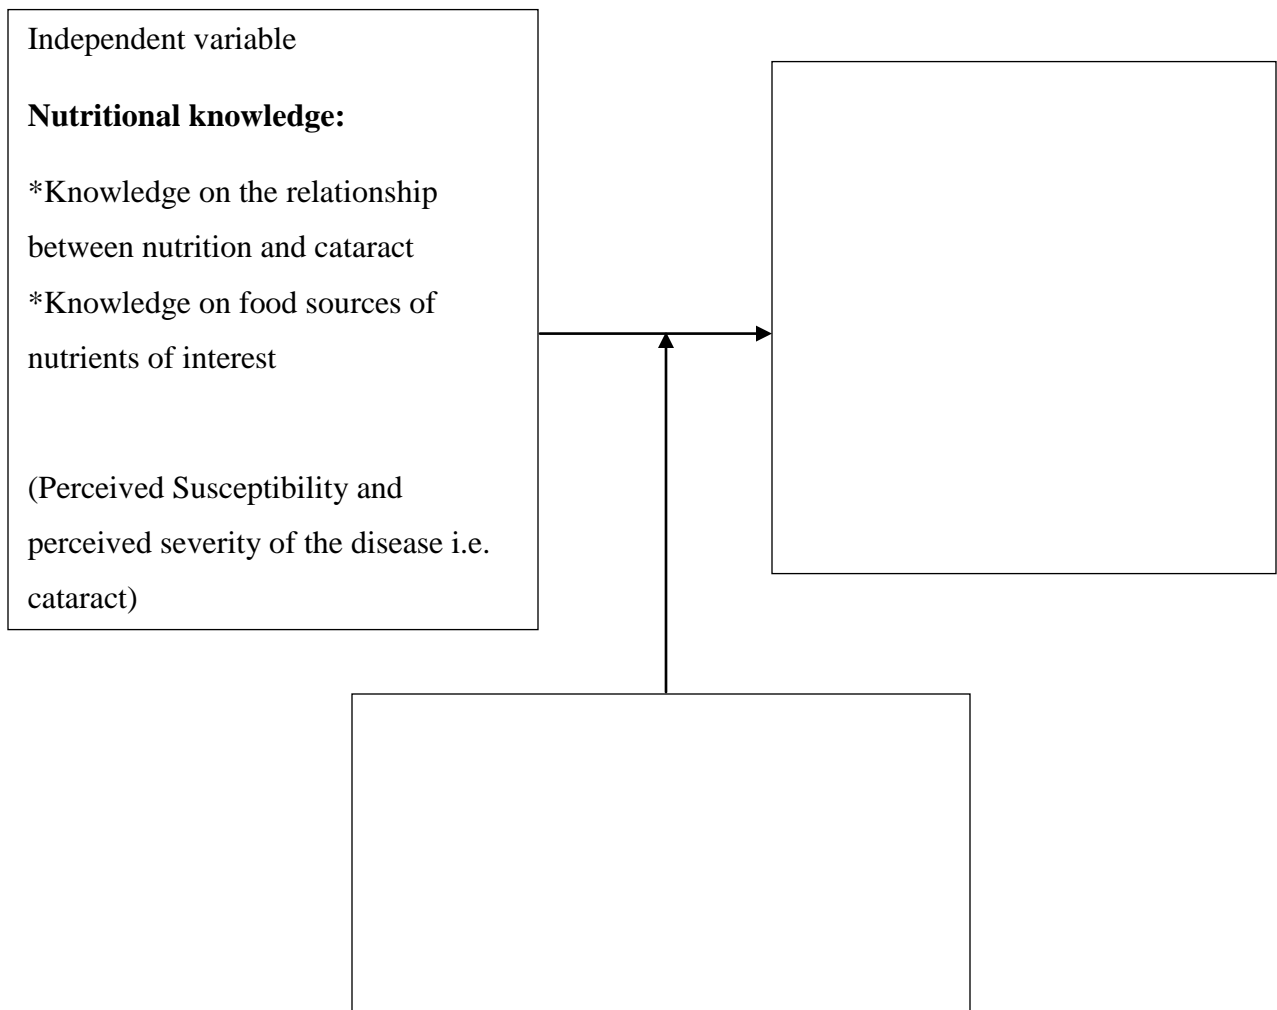 Independent variable
Nutritional knowledge:
*Knowledge on the relationship
between nutrition and cataract
*Knowledge on food sources of
nutrients of interest
(Perceived Susceptibility and
perceived severity of the disease i.e.
cataract)